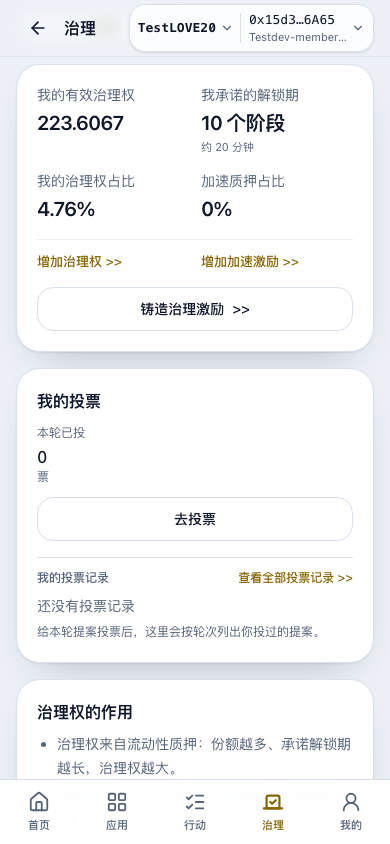 治理
TestLOVE20
0x15d3…6A65
Testdev-member...
我的有效治理权
我承诺的解锁期
223.6067
10 个阶段
约 20 分钟
我的治理权占比
加速质押占比
4.76%
0%
增加治理权 >>
增加加速激励 >>
铸造治理激励 >>
我的投票
本轮已投
0
票
去投票
我的投票记录
查看全部投票记录 >>
还没有投票记录
给本轮提案投票后，这里会按轮次列出你投过的提案。
治理权的作用
• 治理权来自流动性质押：份额越多、承诺解锁期
越长，治理权越大。
首页
应用
行动
治理
我的